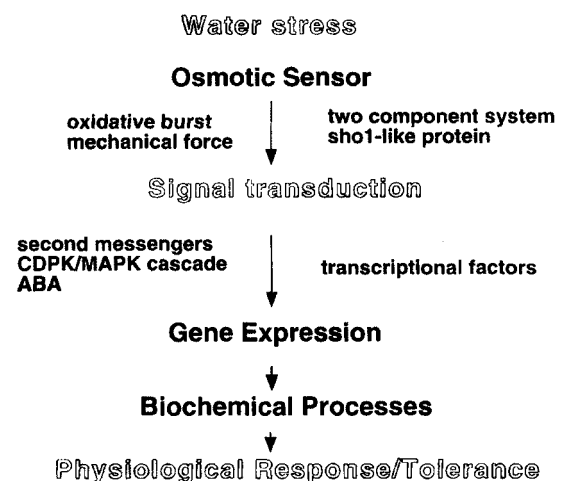 Water stress
Osmotic Sensor
oxidative burst
mechanical force
two component system
sho1-like protein
Signal transduction
second messengers
CDPK/MAPK cascade
ABA
transcriptional factors
Gene Expression
Biochemical Processes
Physiological Response/Tolerance